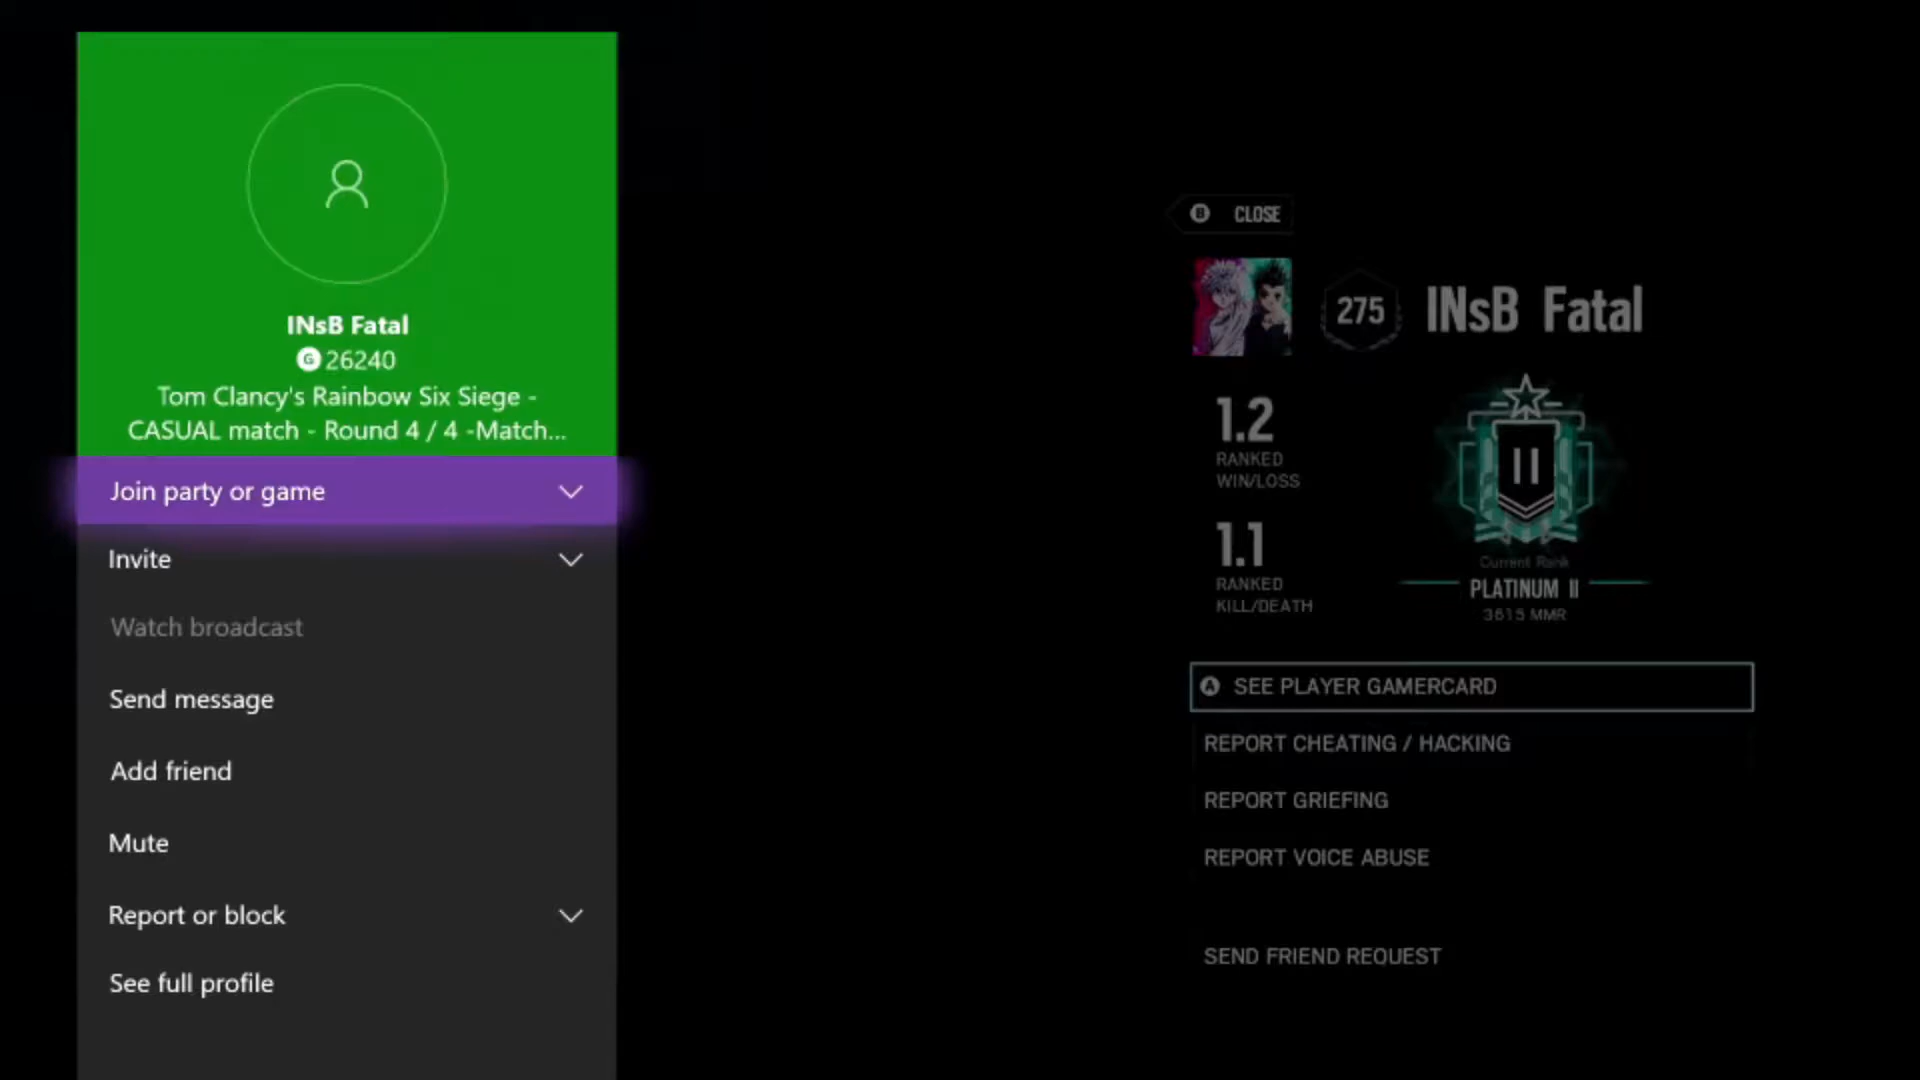 INsB Fatal
G 26240
Tom Clancy's Rainbow Six Siege -
CASUAL match - Round 4 / 4 -Match...
Join party or game
Invite
Watch broadcast
Send message
Add friend
Mute
Report or block
See full profile
B CLOSE
275 INsB Fatal
1.2
RANKED
WIN/LOSS
1.1
RANKED
KILL/DEATH
II
Current Rank
PLATINUM II
3615 MMR
A SEE PLAYER GAMERCARD
REPORT CHEATING / HACKING
REPORT GRIEFING
REPORT VOICE ABUSE
SEND FRIEND REQUEST